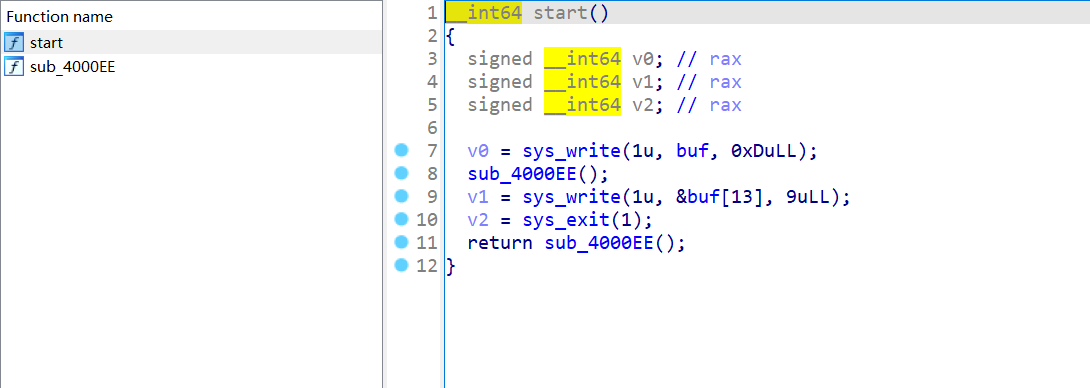 Function name
start
sub_4000EE
1 __int64 start()
2 {
3 signed __int64 v0; // rax
4 signed __int64 v1; // rax
5 signed __int64 v2; // rax
6
7 v0 = sys_write(1u, buf, 0xDuLL);
8 sub_4000EE();
9 v1 = sys_write(1u, &buf[13], 9uLL);
10 v2 = sys_exit(1);
11 return sub_4000EE();
12 }